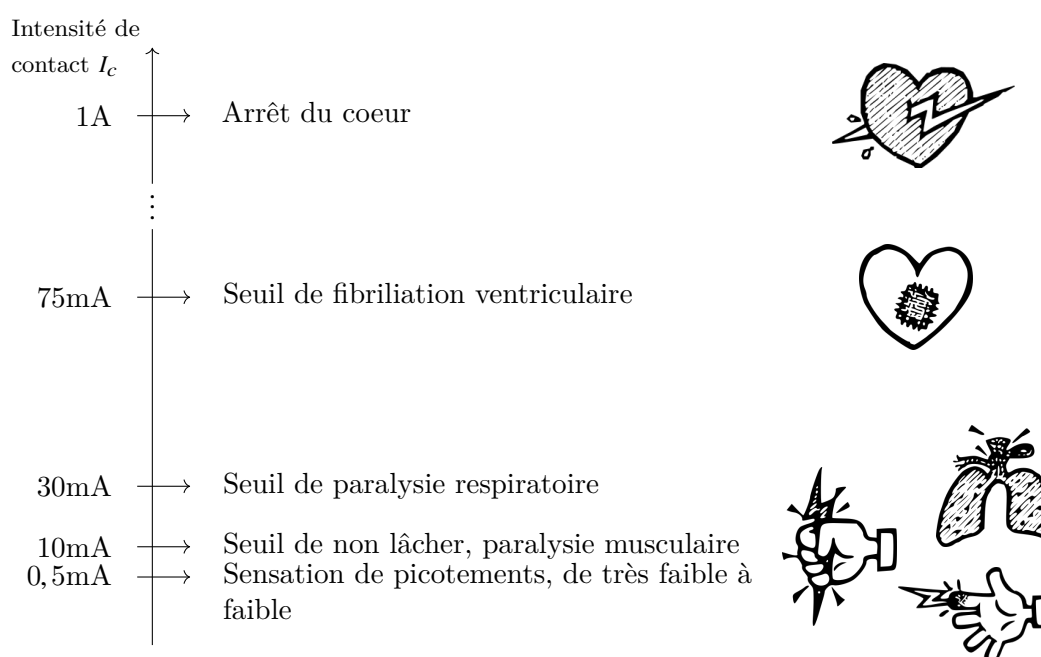 Intensité de
contact I_c
1A Arrêt du coeur
⋮
75mA Seuil de fibriliation ventriculaire
30mA Seuil de paralysie respiratoire
10mA Seuil de non lâcher, paralysie musculaire
0,5mA Sensation de picotements, de très faible à
faible